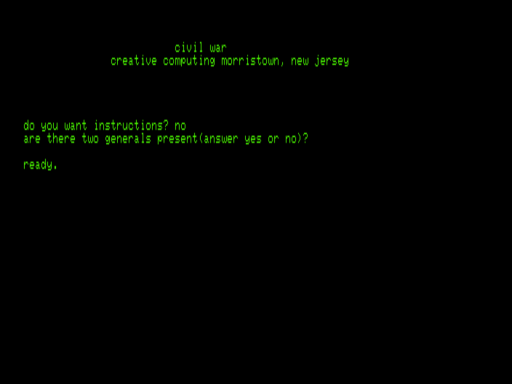 civil war
creative computing morristown, new jersey
do you want instructions? no
are there two generals present(answer yes or no)?
ready.